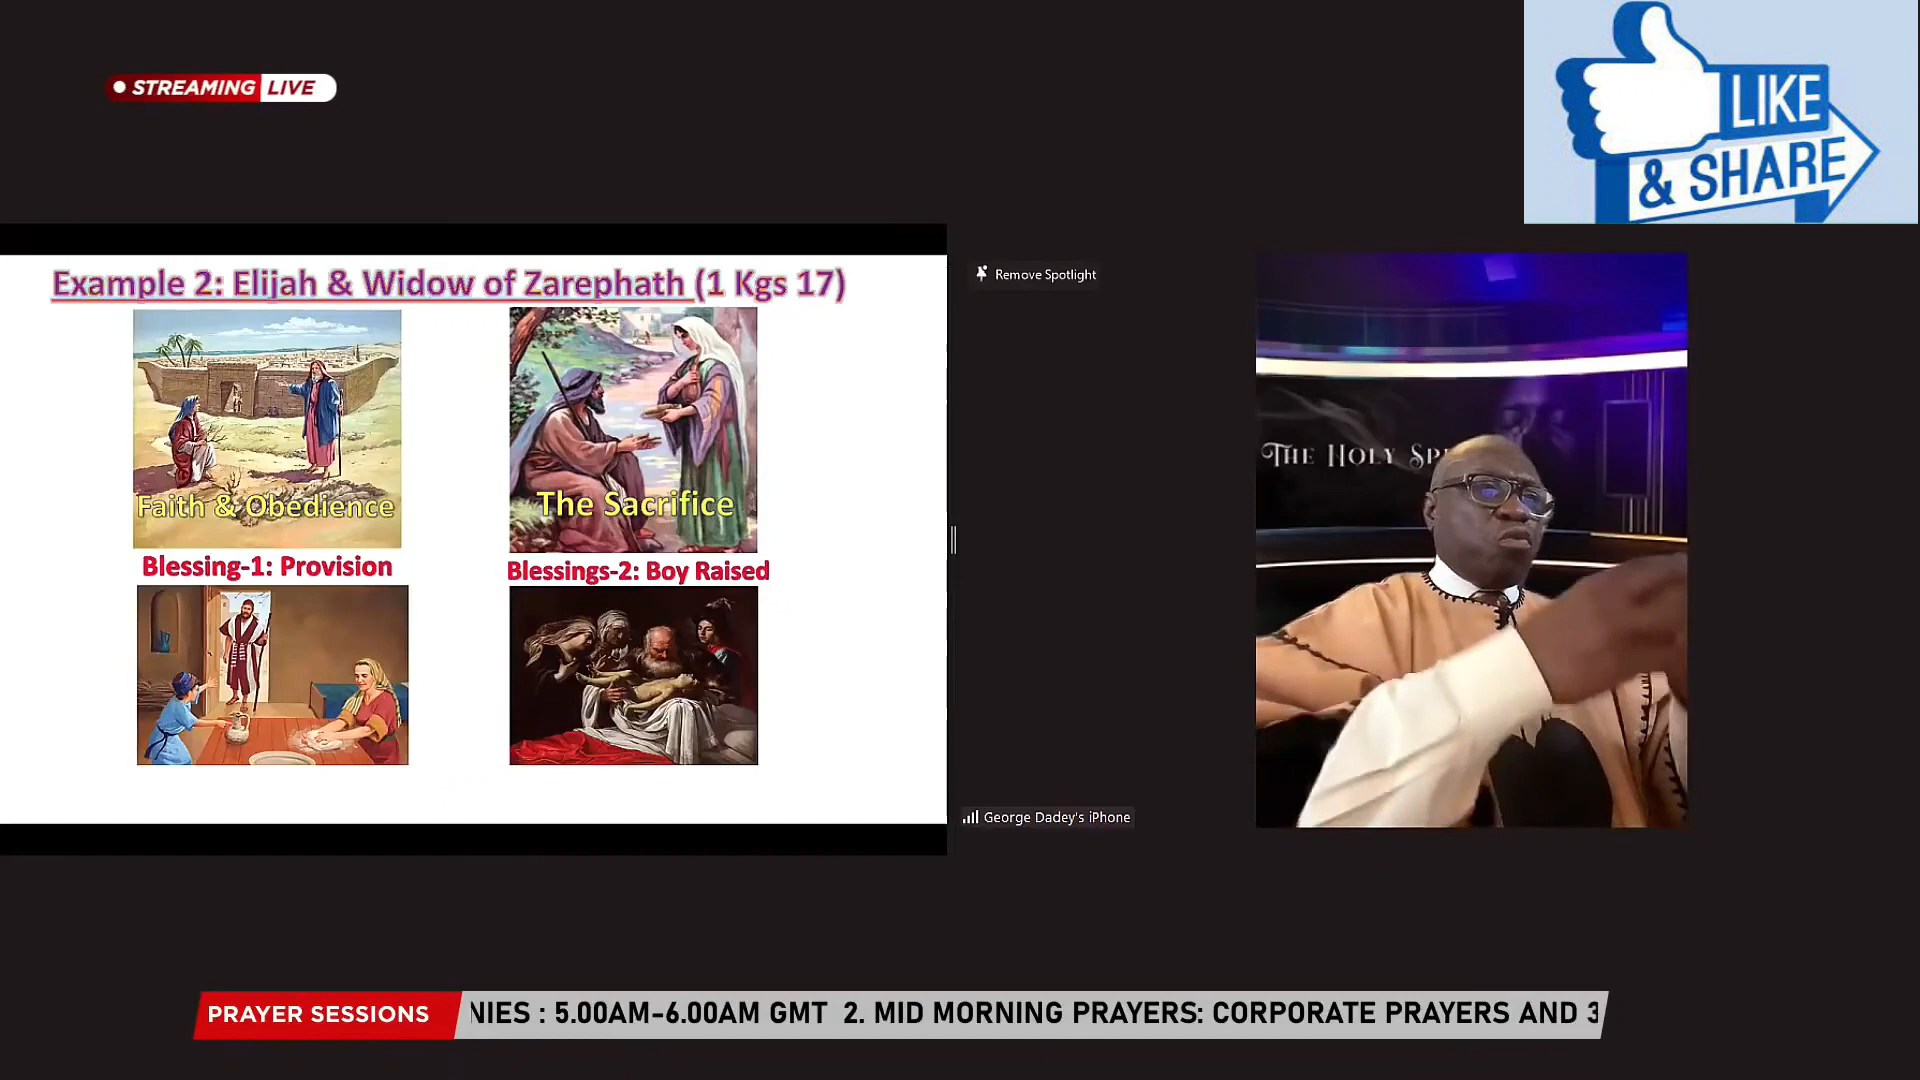 STREAMING LIVE
LIKE
& SHARE
Example 2: Elijah & Widow of Zarephath (1 Kgs 17)
Faith & Obedience
The Sacrifice
Blessing-1: Provision
Blessings-2: Boy Raised
Remove Spotlight
THE HOLY
George Dadey's iPhone
PRAYER SESSIONS
NIES : 5.00AM-6.00AM GMT 2. MID MORNING PRAYERS: CORPORATE PRAYERS AND 3